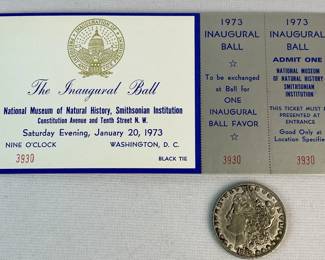 INAUGURATION OF
The Inaugural Ball
National Museum of Natural History, Smithsonian Institution
Constitution Avenue and Tenth Street N. W.
Saturday Evening, January 20, 1973
NINE O'CLOCK WASHINGTON, D. C.
3930
BLACK TIE
1973
INAUGURAL
BALL
To be exchanged
at Ball for
ONE
INAUGURAL
BALL FAVOR
3930
1973
INAUGURAL
BALL
ADMIT ONE
NATIONAL MUSEUM
OF NATURAL HISTORY
SMITHSONIAN
INSTITUTION
THIS TICKET MUST
PRESENTED AT
ENTRANCE
Good Only at
Location Specifie
3930